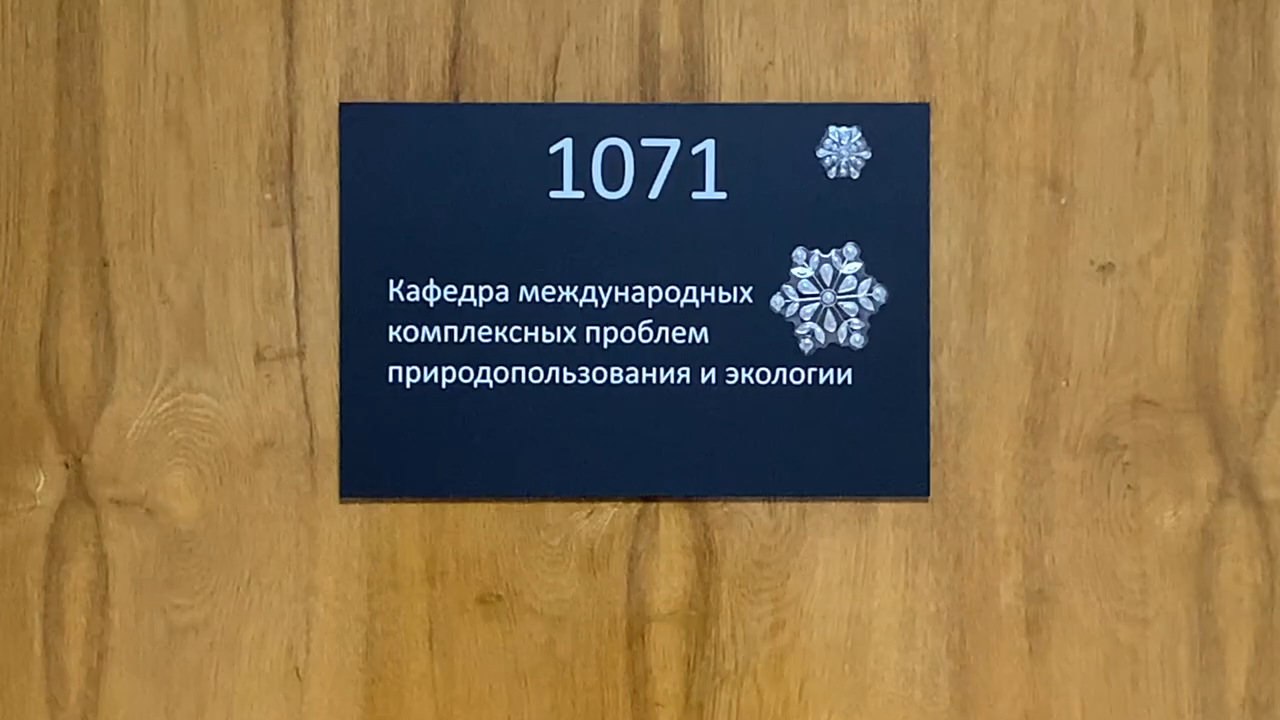 1071
Кафедра международных
комплексных проблем
природопользования и экологии